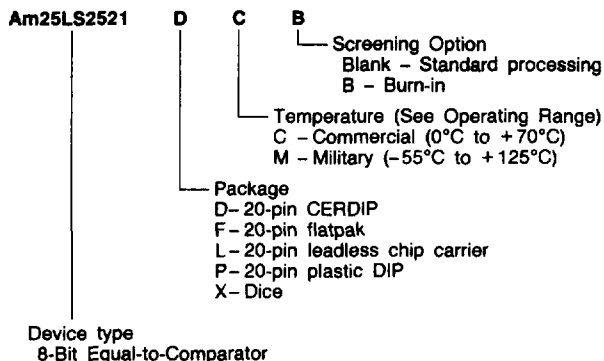 Am25LS2521 D C B
Screening Option
Blank – Standard processing
B – Burn-in
Temperature (See Operating Range)
C – Commercial (0°C to +70°C)
M – Military (–55°C to +125°C)
Package
D– 20-pin CERDIP
F – 20-pin flatpak
L – 20-pin leadless chip carrier
P – 20-pin plastic DIP
X – Dice
Device type
8-Bit Equal-to-Comparator